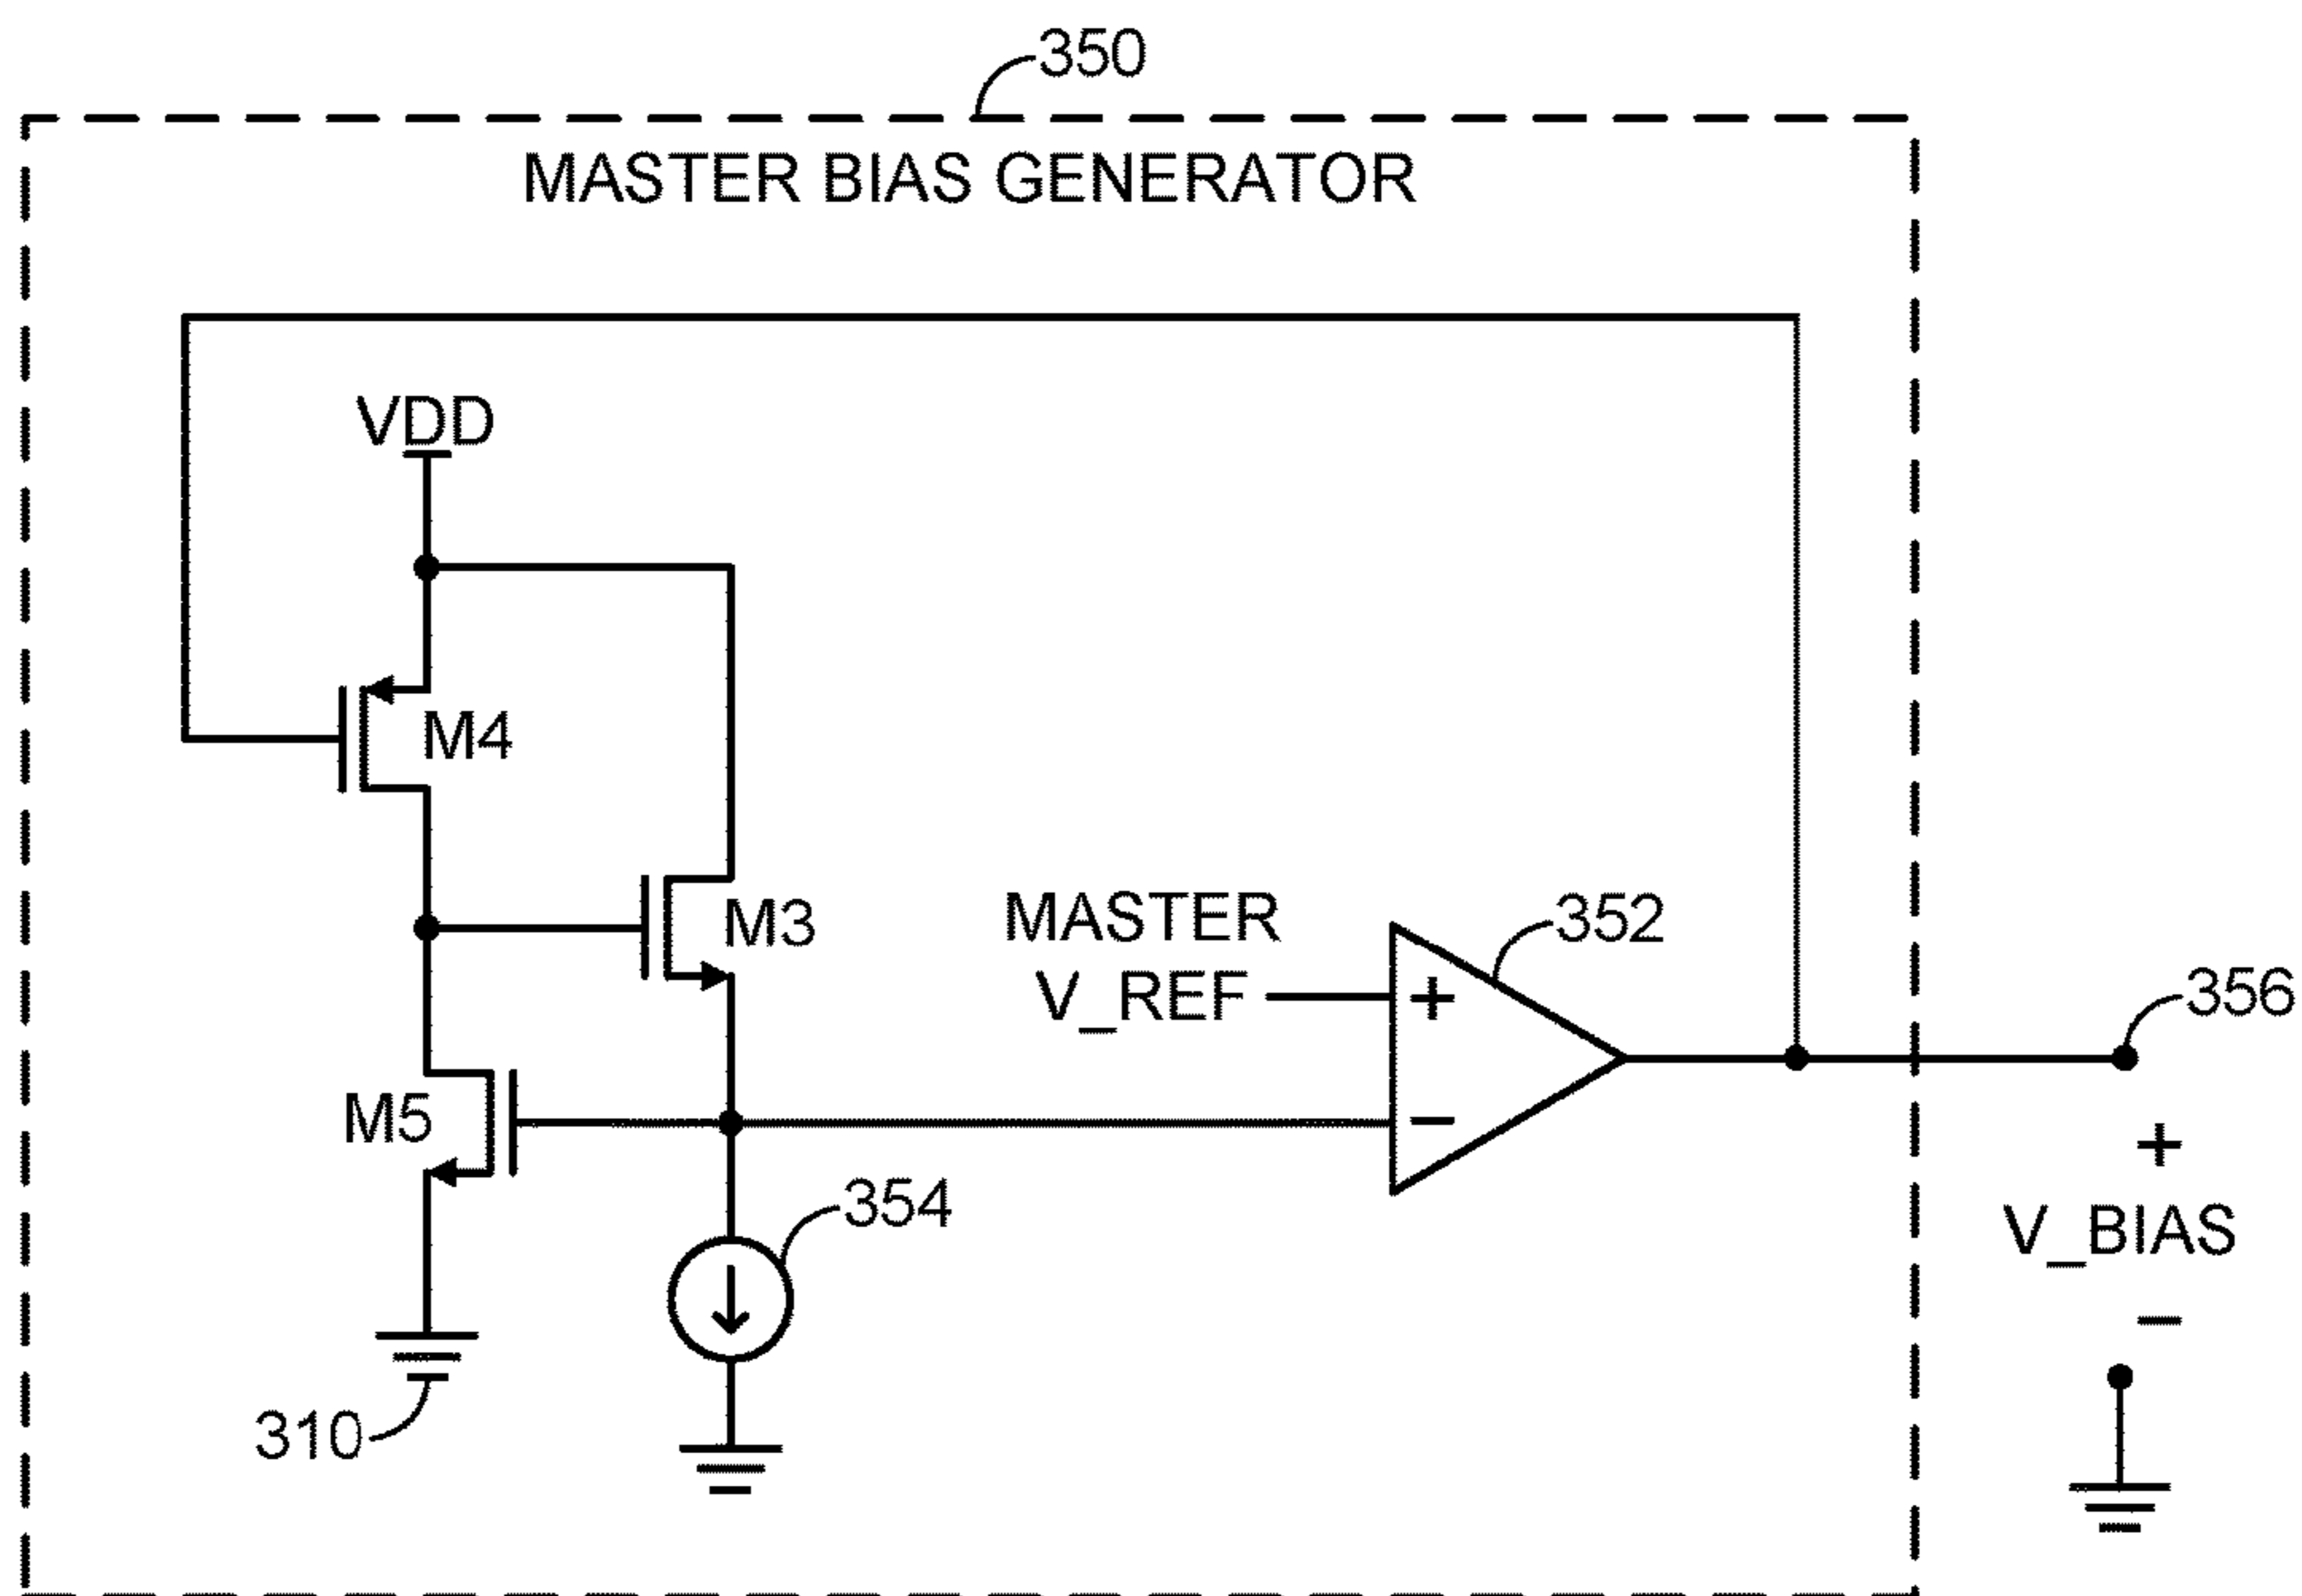 350
MASTER BIAS GENERATOR
VDD
M4
M3
MASTER
V_REF
+
−
352
356
M5
354
+
V_BIAS
−
310